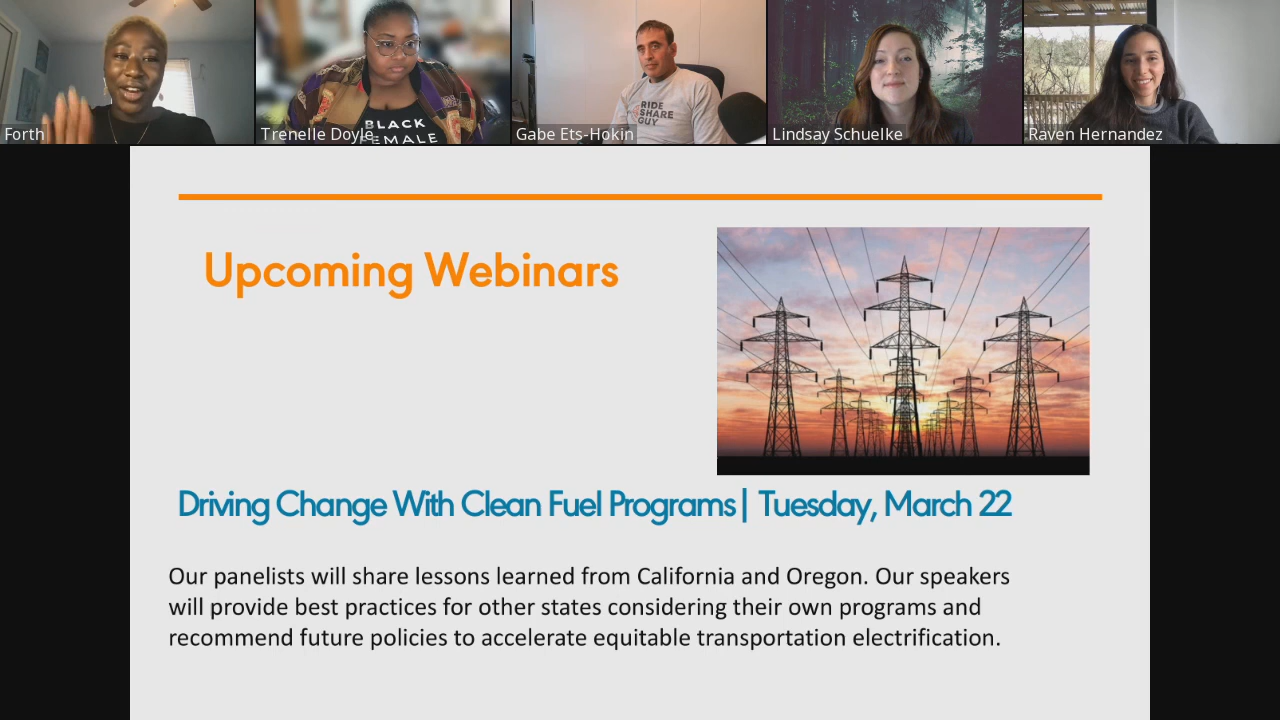 Forth
Trenelle Doyle
Gabe Ets-Hokin
Lindsay Schuelke
Raven Hernandez
BLACK
FEMALE
RIDE
SHARE
GUY
Upcoming Webinars
Driving Change With Clean Fuel Programs| Tuesday, March 22
Our panelists will share lessons learned from California and Oregon. Our speakers
will provide best practices for other states considering their own programs and
recommend future policies to accelerate equitable transportation electrification.